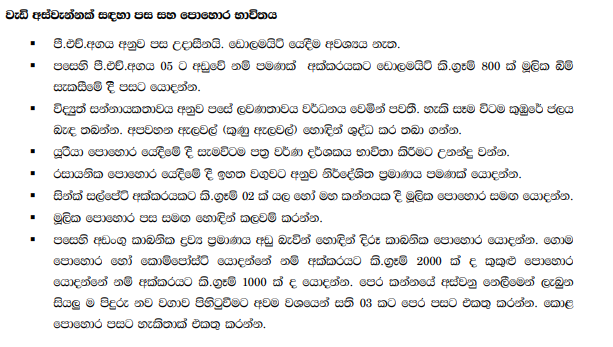 වැඩි අස්වැන්නක් සඳහා පස සහ පොහොර භාවිතය
▪ පී.එච්.අගය අනුව පස උදාසීනයි. ඩොලමයිට් යෙදීම අවශ්‍යය නැත.
▪ පසෙහි පී.එච්.අගය 05 ට අඩුවේ නම් පමණක් අක්කරයකට ඩොලමයිට් කි.ග්‍රෑම් 800 ක් මූලික බිම්
සැකසීමේ දී පසට යොදන්න.
▪ විද්‍යුත් සන්නායකතාවය අනුව පසේ ලවණතාවය වර්ධනය වෙමින් පවතී. හැකි සෑම විටම කුඹුරේ ජලය
බැඳ තබන්න. අපවහන ඇලවල් (කුණු ඇලවල්) හොඳින් ශුද්ධ කර තබා ගන්න.
▪ යූරියා පොහොර යෙදීමේ දී සැමවිටම පත්‍ර වර්ණ දර්ශකය භාවිතා කිරීමට උනන්දු වන්න.
▪ රසායනික පොහොර යෙදීමේ දී ඉහත වගුවට අනුව නිර්දේශිත ප්‍රමාණය පමණක් යොදන්න.
▪ සින්ක් සල්පේට් අක්කරයකට කි.ග්‍රෑම් 02 ක් යල හෝ මහ කන්නයක දී මූලික පොහොර සමඟ යොදන්න.
▪ මූලික පොහොර පස සමඟ හොඳින් කලවම් කරන්න.
▪ පසෙහි අඩංගු කාබනික ද්‍රව්‍ය ප්‍රමාණය අඩු බැවින් හොඳින් දිරූ කාබනික පොහොර යොදන්න. ගොම
පොහොර හෝ කොම්පෝස්ට් යොදන්නේ නම් අක්කරයකට කි.ග්‍රෑම් 2000 ක් ද කුකුළු පොහොර
යොදන්නේ නම් අක්කරයකට කි.ග්‍රෑම් 1000 ක් ද යොදන්න. පෙර කන්නයේ අස්වනු නෙළීමෙන් ලැබුන
සියලු ම පිදුරු නව වගාව පිහිටුවීමට අවම වශයෙන් සති 03 කට පෙර පසට එකතු කරන්න. කොළ
පොහොර පසට හැකිතාක් එකතු කරන්න.